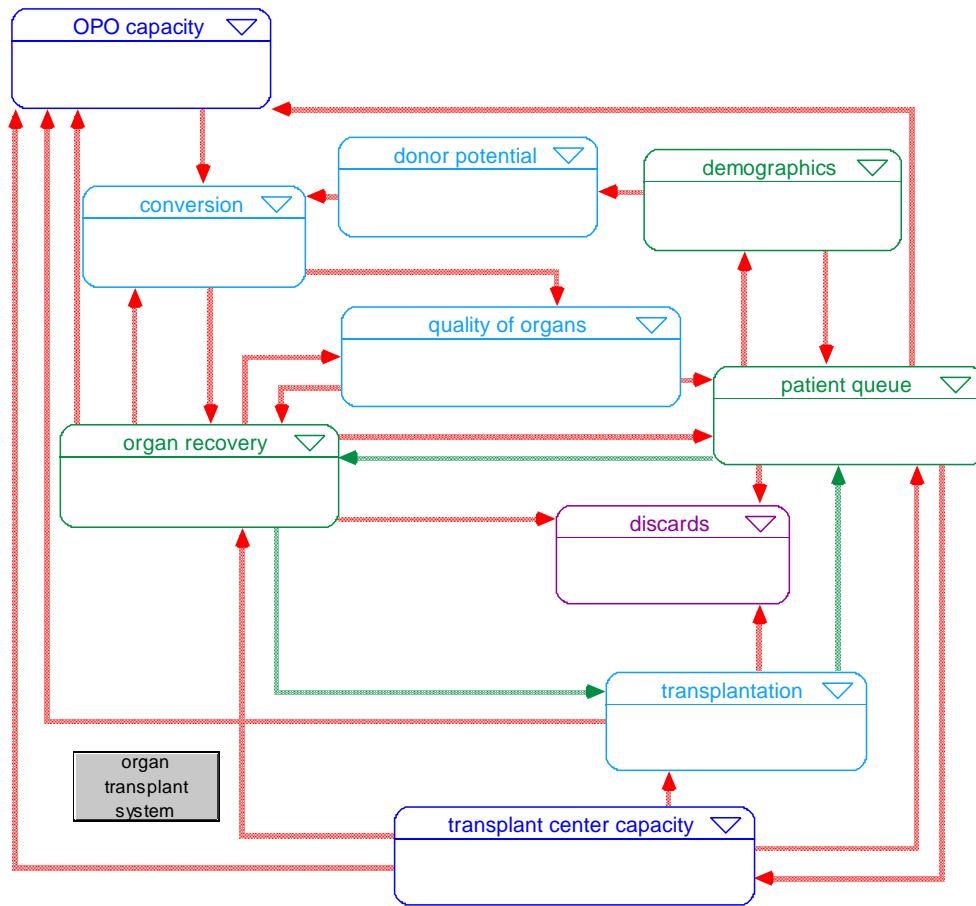 OPO capacity
donor potential
demographics
conversion
quality of organs
patient queue
organ recovery
discards
transplantation
organ
transplant
system
transplant center capacity